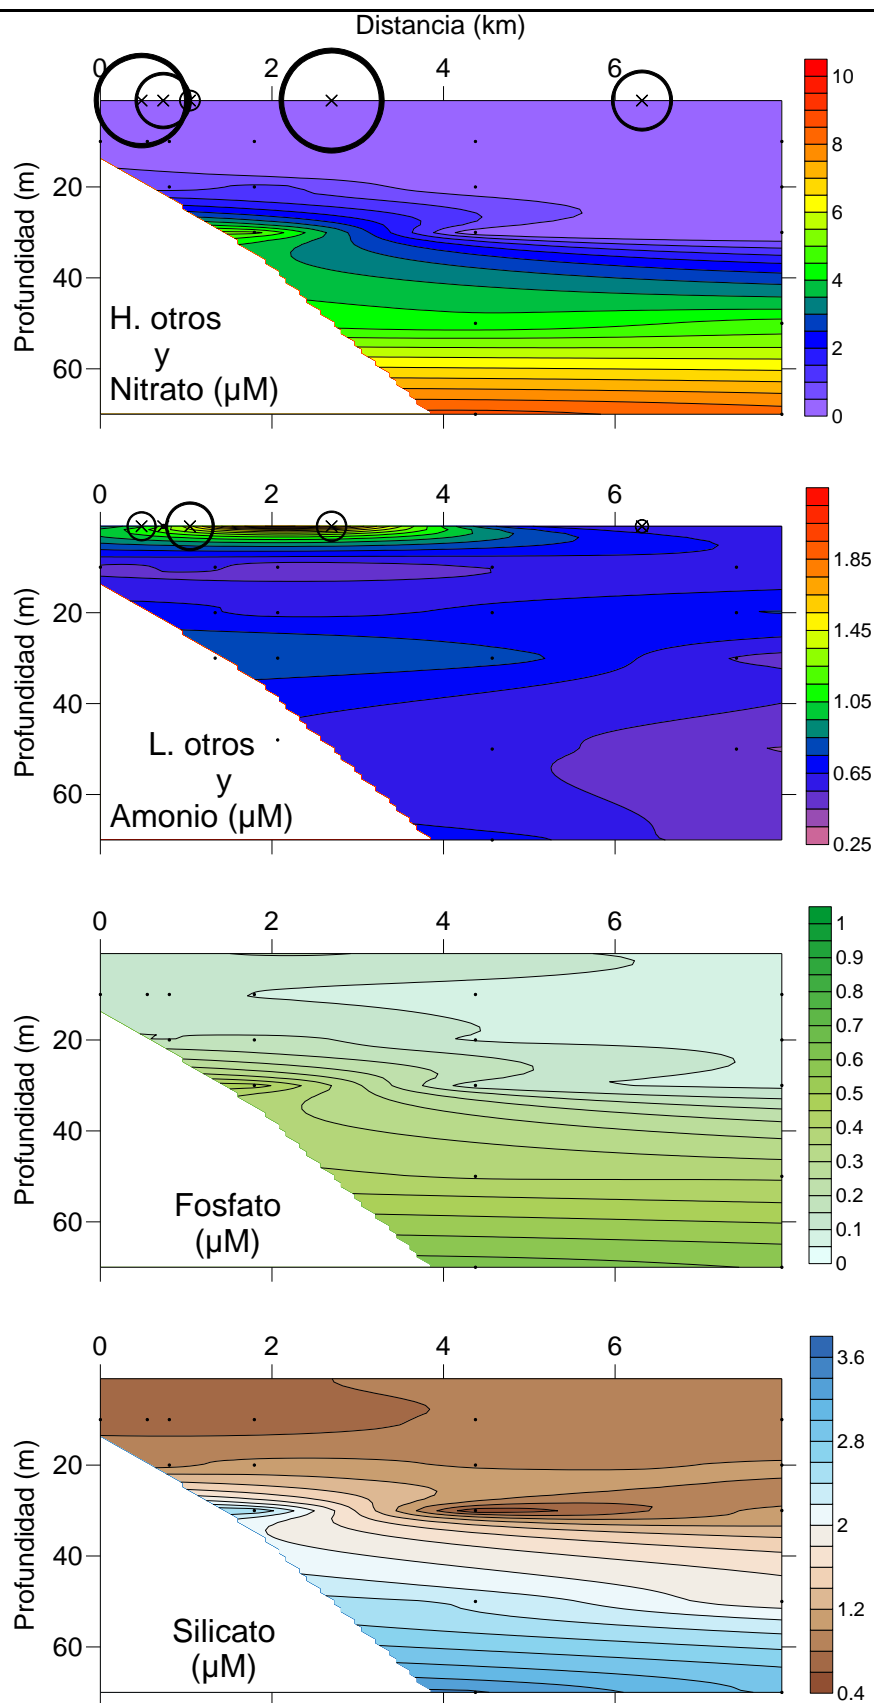 Distancia (km)
0 2 4 6
Profundidad (m)
20
40
60
H. otros
y
Nitrato (µM)
10
8
6
4
2
0
0 2 4 6
Profundidad (m)
20
40
60
L. otros
y
Amonio (µM)
1.85
1.45
1.05
0.65
0.25
0 2 4 6
Profundidad (m)
20
40
60
Fosfato
(µM)
1
0.9
0.8
0.7
0.6
0.5
0.4
0.3
0.2
0.1
0
0 2 4 6
Profundidad (m)
20
40
60
Silicato
(µM)
3.6
2.8
2
1.2
0.4